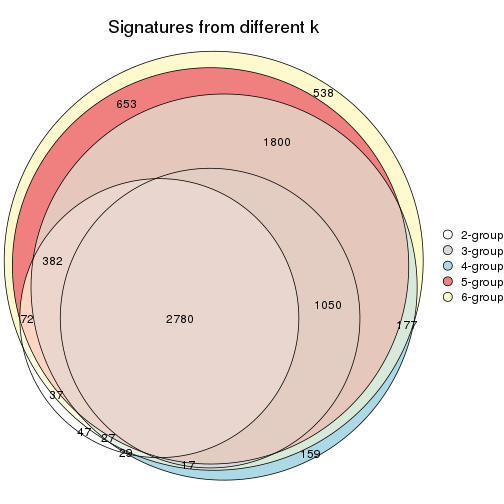 Signatures from different k
538
653
1800
382
2-group
3-group
4-group
5-group
6-group
1050
2780
72
177
37
47
27
29
17
159